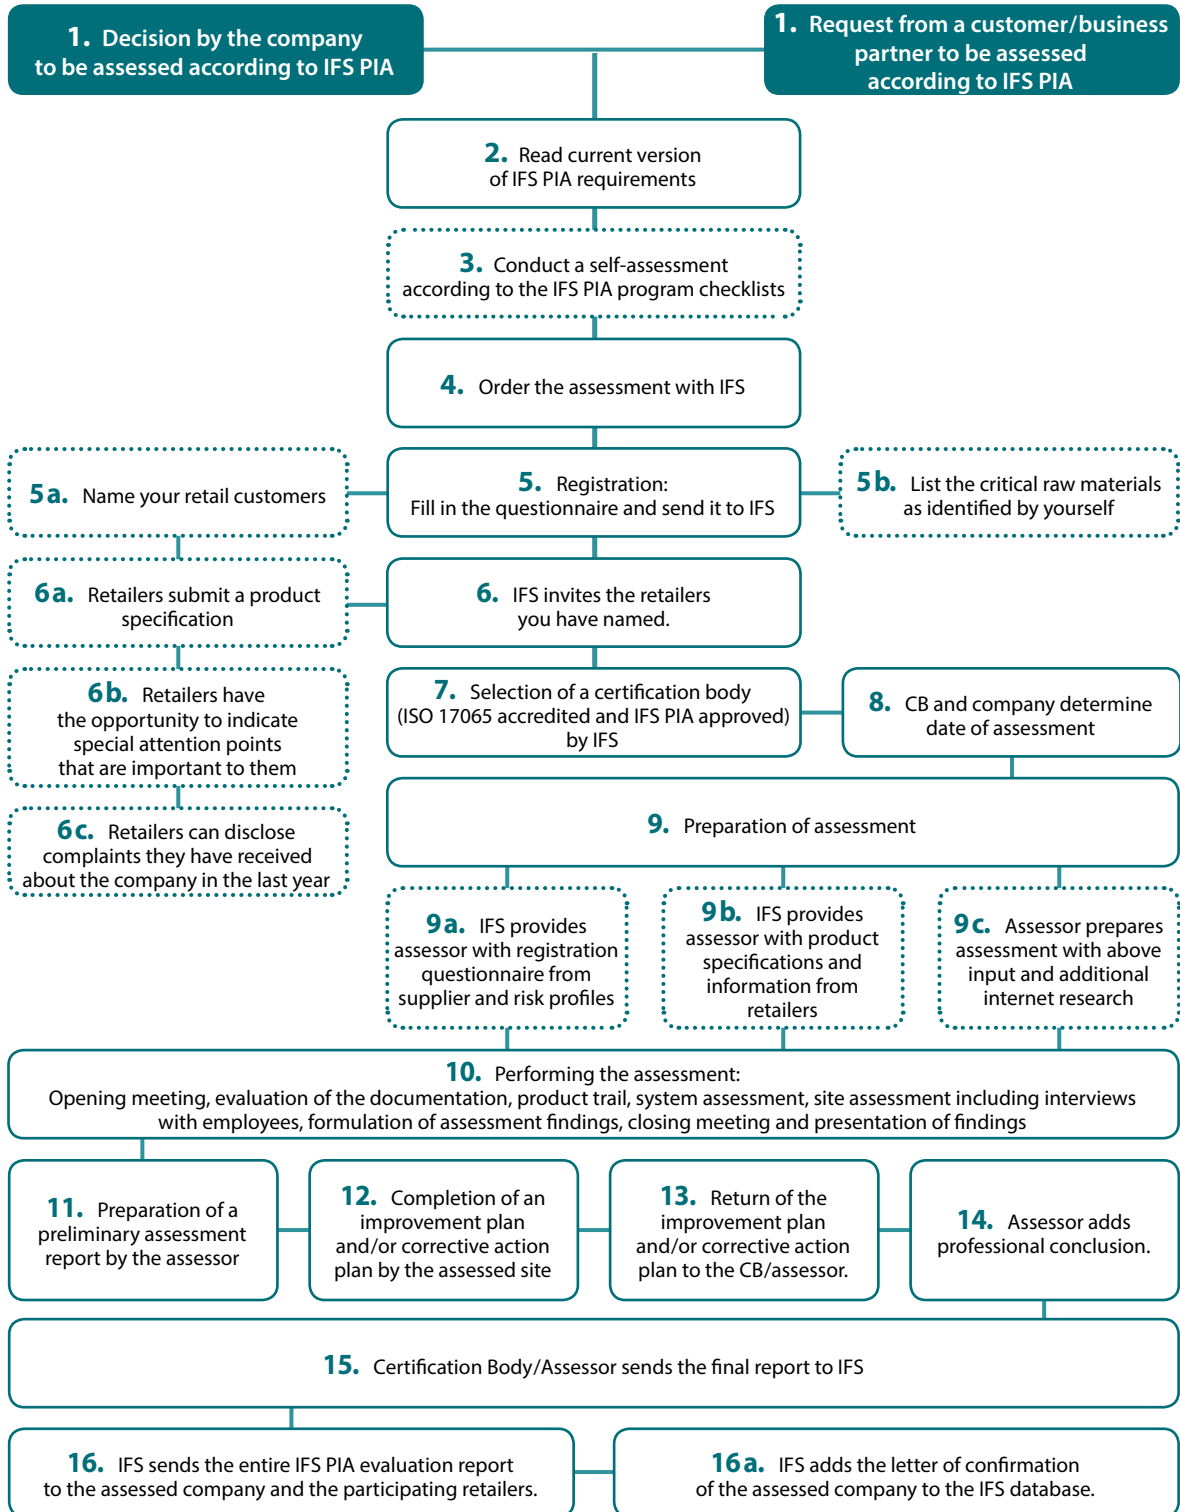 1. Decision by the company
to be assessed according to IFS PIA
1. Request from a customer/business
partner to be assessed
according to IFS PIA
2. Read current version
of IFS PIA requirements
3. Conduct a self-assessment
according to the IFS PIA program checklists
4. Order the assessment with IFS
5a. Name your retail customers
5. Registration:
Fill in the questionnaire and send it to IFS
5b. List the critical raw materials
as identified by yourself
6a. Retailers submit a product
specification
6. IFS invites the retailers
you have named.
6b. Retailers have
the opportunity to indicate
special attention points
that are important to them
7. Selection of a certification body
(ISO 17065 accredited and IFS PIA approved)
by IFS
8. CB and company determine
date of assessment
6c. Retailers can disclose
complaints they have received
about the company in the last year
9. Preparation of assessment
9a. IFS provides
assessor with registration
questionnaire from
supplier and risk profiles
9b. IFS provides
assessor with product
specifications and
information from
retailers
9c. Assessor prepares
assessment with above
input and additional
internet research
10. Performing the assessment:
Opening meeting, evaluation of the documentation, product trail, system assessment, site assessment including interviews
with employees, formulation of assessment findings, closing meeting and presentation of findings
11. Preparation of a
preliminary assessment
report by the assessor
12. Completion of an
improvement plan
and/or corrective action
plan by the assessed site
13. Return of the
improvement plan
and/or corrective action
plan to the CB/assessor.
14. Assessor adds
professional conclusion.
15. Certification Body/Assessor sends the final report to IFS
16. IFS sends the entire IFS PIA evaluation report
to the assessed company and the participating retailers.
16a. IFS adds the letter of confirmation
of the assessed company to the IFS database.